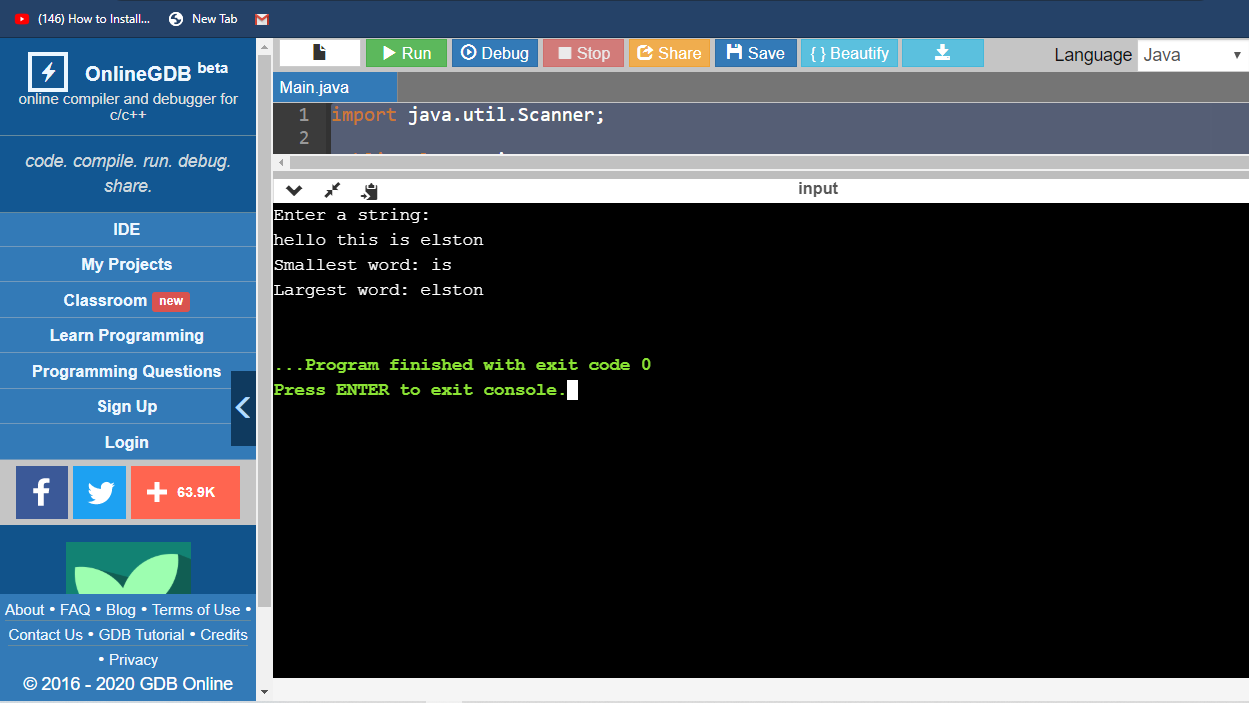 (146) How to Install... New Tab
OnlineGDB beta
online compiler and debugger for
c/c++
code. compile. run. debug.
share.
IDE
My Projects
Classroom new
Learn Programming
Programming Questions
Sign Up
Login
63.9K
About • FAQ • Blog • Terms of Use •
Contact Us • GDB Tutorial • Credits
• Privacy
© 2016 - 2020 GDB Online
Run Debug Stop Share Save { } Beautify Language Java
Main.java
1 import java.util.Scanner;
2
input
Enter a string:
hello this is elston
Smallest word: is
Largest word: elston
...Program finished with exit code 0
Press ENTER to exit console.